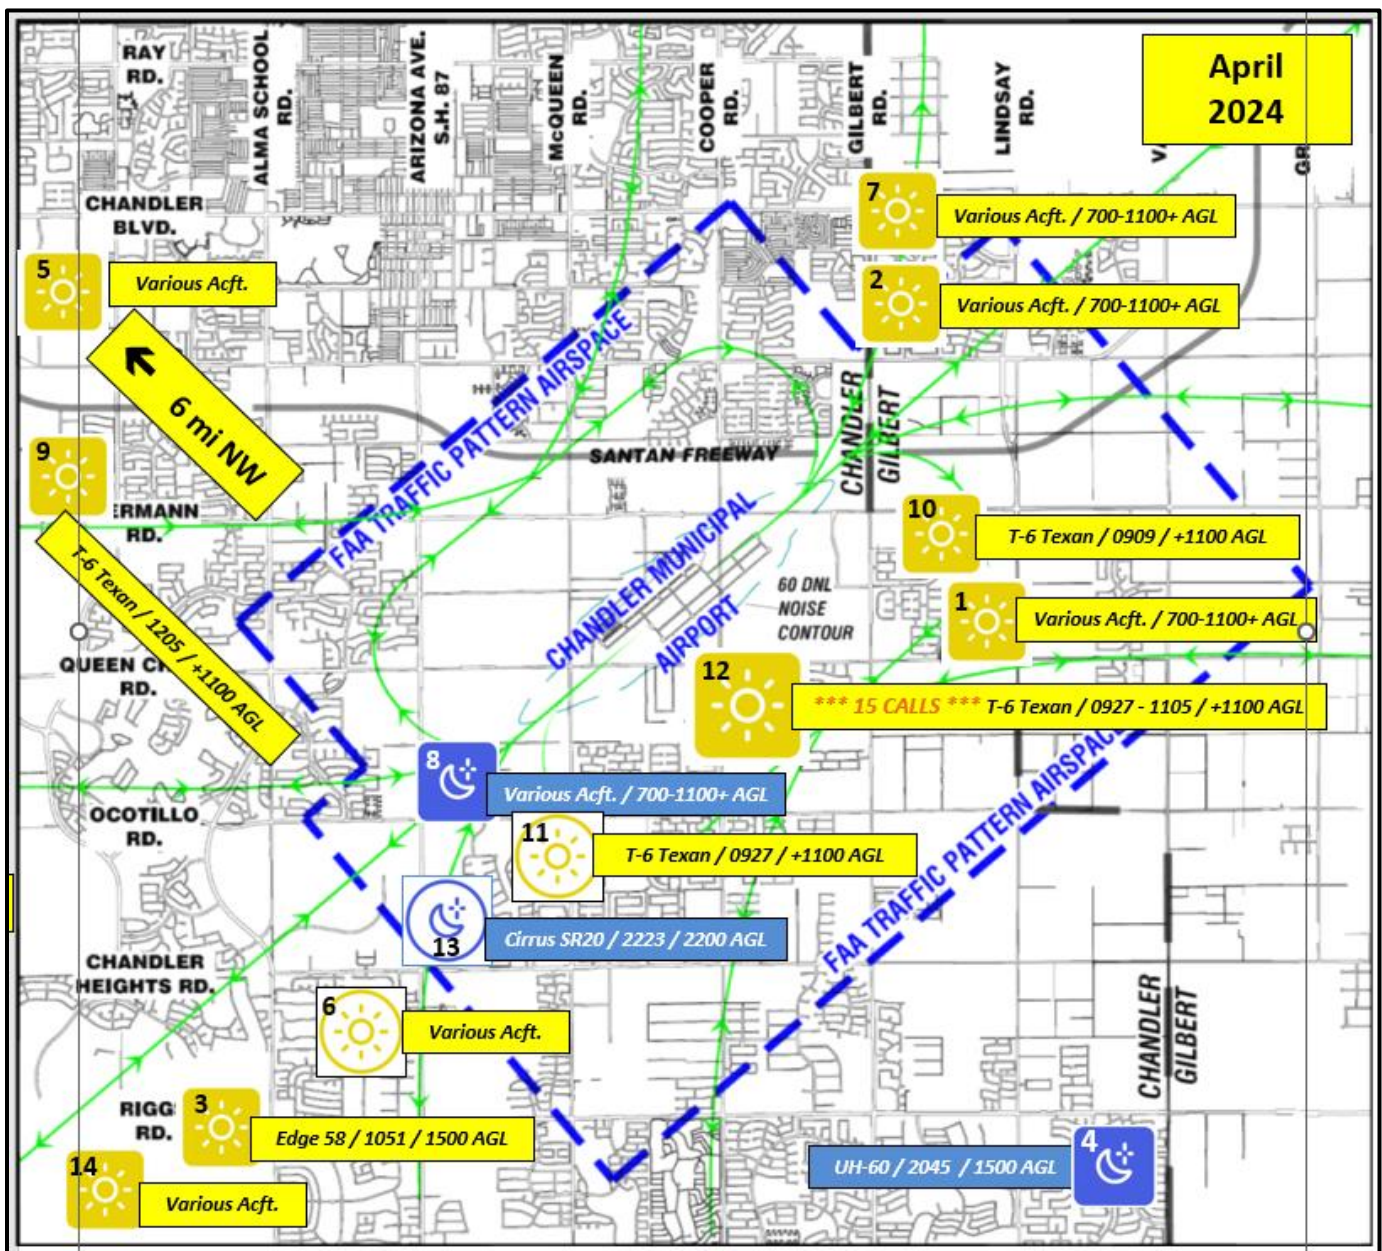 RAY
RD.
ALMA SCHOOL
RD.
ARIZONA AVE.
S.H. 87
McQUEEN
RD.
COOPER
RD.
GILBERT
RD.
LINDSAY
RD.
April
2024
CHANDLER
BLVD.
7
Various Acft. / 700-1100+ AGL
5
Various Acft.
2
Various Acft. / 700-1100+ AGL
6 mi NW
FAA TRAFFIC PATTERN AIRSPACE
CHANDLER
GILBERT
SANTAN FREEWAY
9
ERMANN
RD.
T-6 Texan / 1205 / +1100 AGL
10
T-6 Texan / 0909 / +1100 AGL
CHANDLER MUNICIPAL
AIRPORT
60 DNL
NOISE
CONTOUR
1
Various Acft. / 700-1100+ AGL
QUEEN
RD.
12
*** 15 CALLS *** T-6 Texan / 0927 - 1105 / +1100 AGL
8
Various Acft. / 700-1100+ AGL
OCOTILLO
RD.
11
T-6 Texan / 0927 / +1100 AGL
FAA TRAFFIC PATTERN AIRSPACE
13
Cirrus SR20 / 2223 / 2200 AGL
CHANDLER
HEIGHTS RD.
6
Various Acft.
CHANDLER
GILBERT
RIGG
RD.
3
Edge 58 / 1051 / 1500 AGL
14
Various Acft.
UH-60 / 2045 / 1500 AGL
4